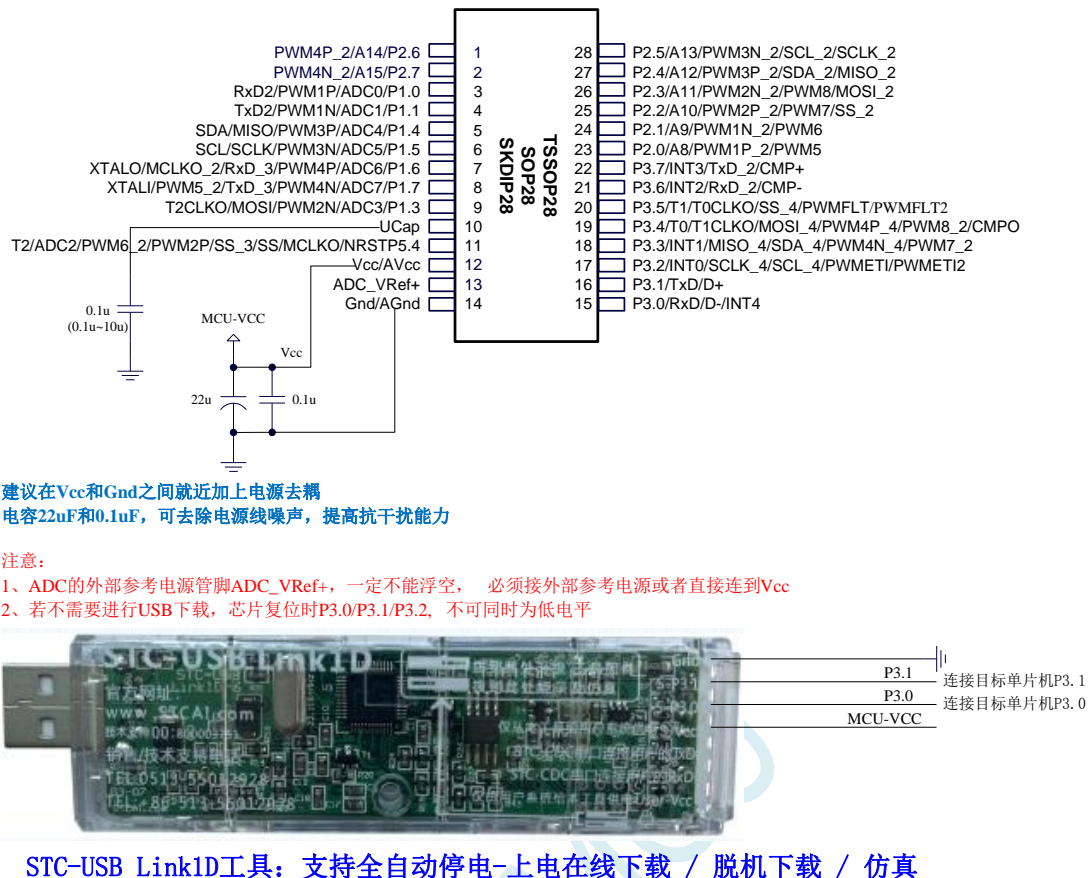 PWM4P_2/A14/P2.6 1
PWM4N_2/A15/P2.7 2
RxD2/PWM1P/ADC0/P1.0 3
TxD2/PWM1N/ADC1/P1.1 4
SDA/MISO/PWM3P/ADC4/P1.4 5
SCL/SCLK/PWM3N/ADC5/P1.5 6
XTALO/MCLKO_2/RxD_3/PWM4P/ADC6/P1.6 7
XTALI/PWM5_2/TxD_3/PWM4N/ADC7/P1.7 8
T2CLKO/MOSI/PWM2N/ADC3/P1.3 9
UCap 10
T2/ADC2/PWM6_2/PWM2P/SS_3/SS/MCLKO/NRSTP5.4 11
Vcc/AVcc 12
ADC_VRef+ 13
Gnd/AGnd 14
TSSOP28
SOP28
SKDIP28
28 P2.5/A13/PWM3N_2/SCL_2/SCLK_2
27 P2.4/A12/PWM3P_2/SDA_2/MISO_2
26 P2.3/A11/PWM2N_2/PWM8/MOSI_2
25 P2.2/A10/PWM2P_2/PWM7/SS_2
24 P2.1/A9/PWM1N_2/PWM6
23 P2.0/A8/PWM1P_2/PWM5
22 P3.7/INT3/TxD_2/CMP+
21 P3.6/INT2/RxD_2/CMP-
20 P3.5/T1/T0CLKO/SS_4/PWMFLT/PWMFLT2
19 P3.4/T0/T1CLKO/MOSI_4/PWM4P_4/PWM8_2/CMPO
18 P3.3/INT1/MISO_4/SDA_4/PWM4N_4/PWM7_2
17 P3.2/INT0/SCLK_4/SCL_4/PWMETI/PWMETI2
16 P3.1/TxD/D+
15 P3.0/RxD/D-/INT4
0.1u
(0.1u~10u)
MCU-VCC
Vcc
22u
0.1u
建议在Vcc和Gnd之间就近加上电源去耦
电容22uF和0.1uF，可去除电源线噪声，提高抗干扰能力
注意：
1、ADC的外部参考电源管脚ADC_VRef+，一定不能浮空， 必须接外部参考电源或者直接连到Vcc
2、若不需要进行USB下载，芯片复位时P3.0/P3.1/P3.2, 不可同时为低电平
STC-USB Link1D
官方网址
www.STCAI.com
Gnd
P3.1
连接目标单片机P3.1
P3.0
连接目标单片机P3.0
MCU-VCC
STC-USB Link1D工具：支持全自动停电-上电在线下载 / 脱机下载 / 仿真